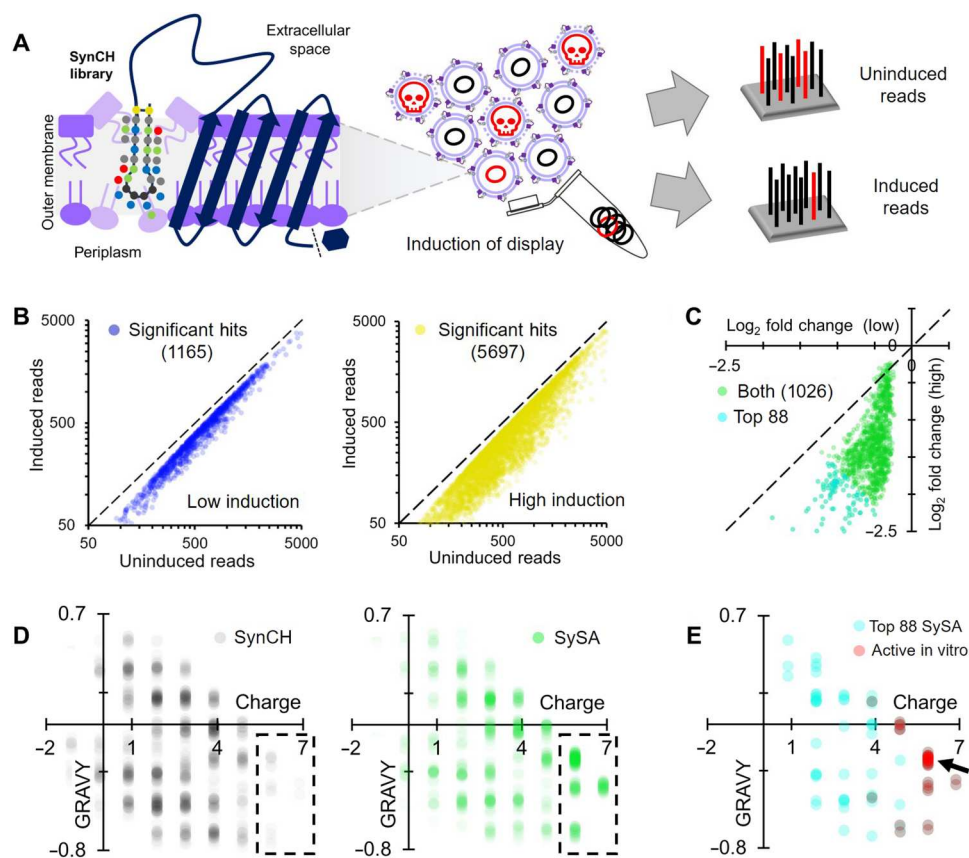 A
SynCH
library
Extracellular
space
Outer membrane
Periplasm
Induction of display
Uninduced
reads
Induced
reads
B
5000
Significant hits
(1165)
Induced reads
500
Low induction
50
50
500
5000
Uninduced reads
5000
Significant hits
(5697)
Induced reads
500
High induction
50
50
500
5000
Uninduced reads
C
Log2 fold change (low)
0
−2.5
0
Both (1026)
Top 88
Log2 fold change (high)
−2.5
D
0.7
SynCH
Charge
−2
1
4
7
GRAVY
−0.8
0.7
SySA
Charge
−2
1
4
7
GRAVY
−0.8
E
0.7
Top 88 SySA
Active in vitro
Charge
−2
1
4
7
GRAVY
−0.8